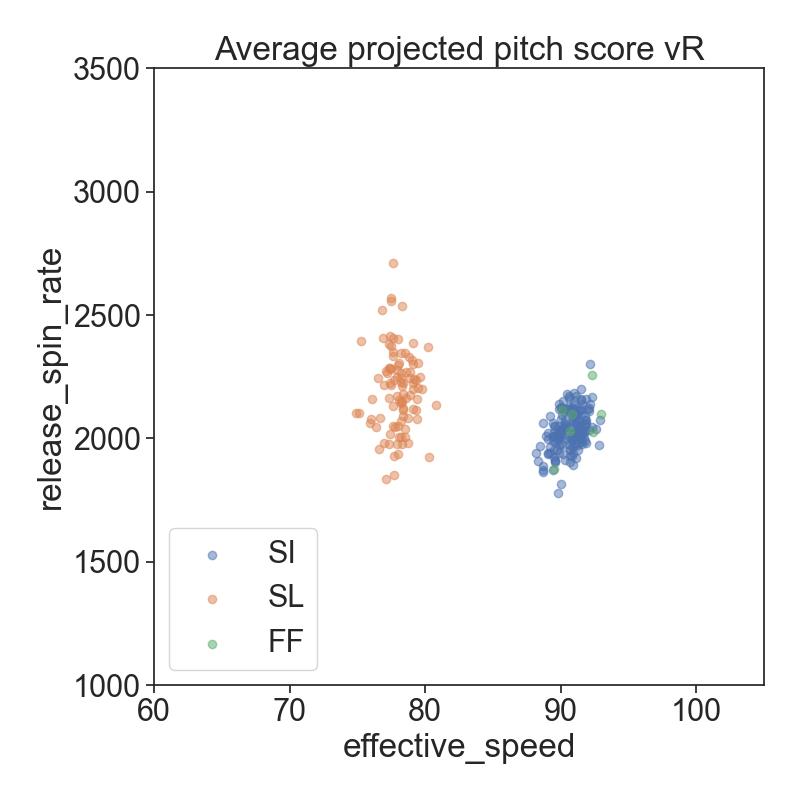 Average projected pitch score vR
3500
3000
2500
2000
1500
1000
release_spin_rate
SI
SL
FF
60 70 80 90 100
effective_speed